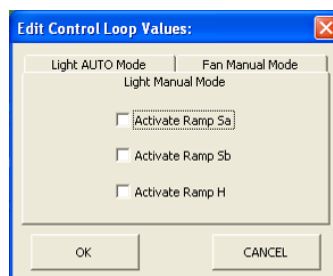 Edit Control Loop Values:
Light AUTO Mode Fan Manual Mode
Light Manual Mode
Activate Ramp Sa
Activate Ramp Sb
Activate Ramp H
OK CANCEL